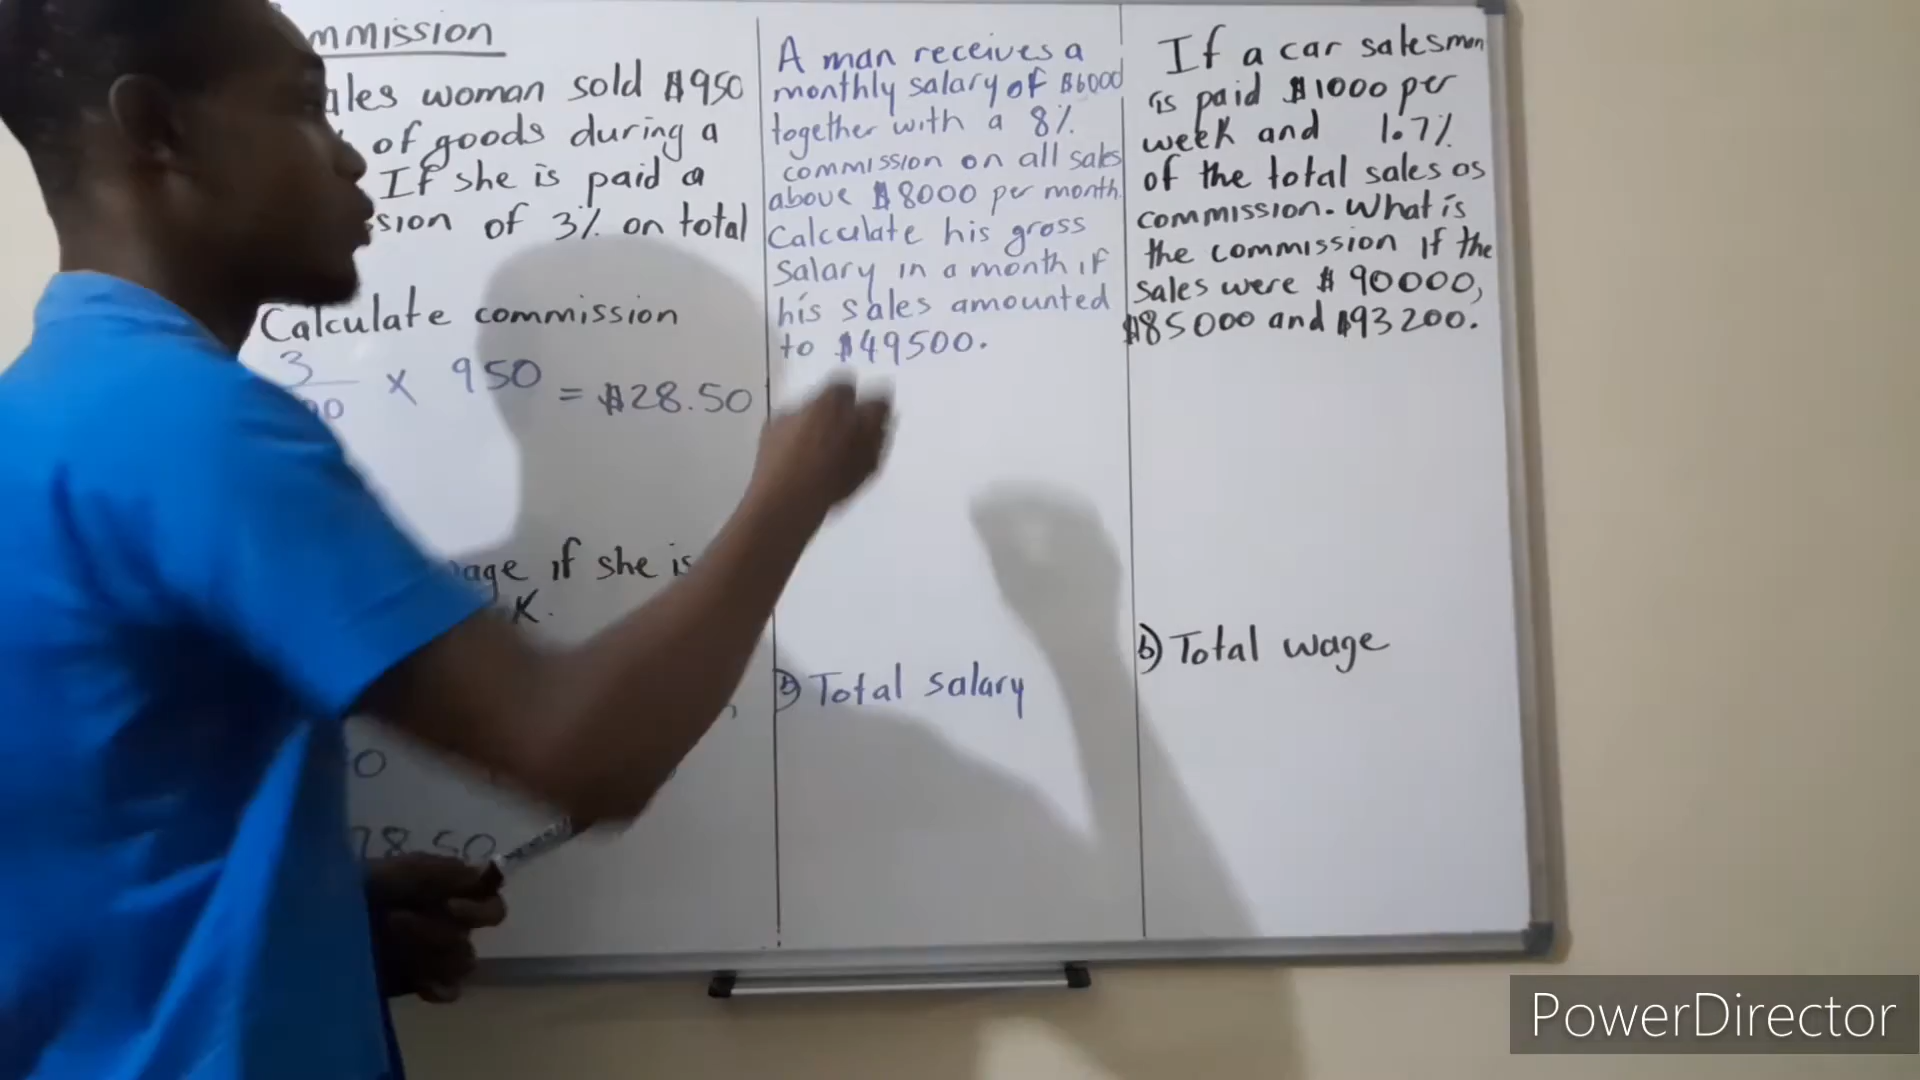 mmission
ales woman sold $950
of goods during a
If she is paid a
sion of 3% on total
Calculate commission
3
00 × 950 = $28.50
age if she is
K.
0
78.50
A man receives a
monthly salary of $6000
together with a 8%
commission on all sales
above $8000 per month.
Calculate his gross
salary in a month if
his sales amounted
to $49500.
b) Total salary
If a car salesman
is paid $1000 per
week and 1.7%
of the total sales as
commission. What is
the commission if the
sales were $90000,
$85000 and $93200.
b) Total wage
PowerDirector